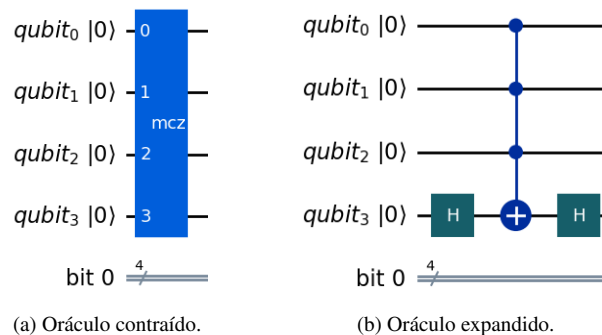 qubit₀ |0⟩ 0
qubit₁ |0⟩ 1
mcz
qubit₂ |0⟩ 2
qubit₃ |0⟩ 3
bit 0 4
(a) Oráculo contraído.
qubit₀ |0⟩
qubit₁ |0⟩
qubit₂ |0⟩
qubit₃ |0⟩ H + H
bit 0 4
(b) Oráculo expandido.